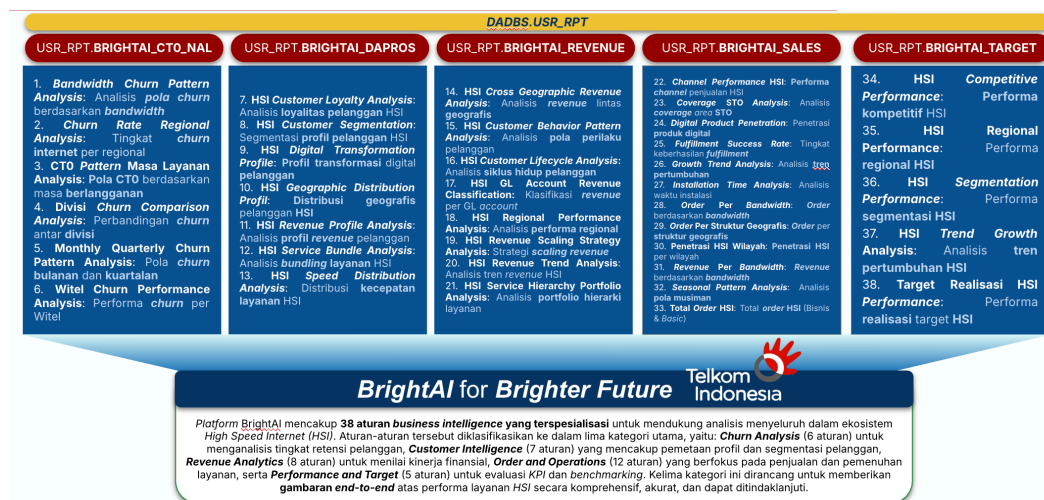 DADBS.USR_RPT
USR_RPT.BRIGHTAI_CT0_NAL
1. Bandwidth Churn Pattern
Analysis: Analisis pola churn
berdasarkan bandwidth
2. Churn Rate Regional
Analysis: Tingkat churn
internet per regional
3. CTO Pattern Masa Layanan
Analysis: Pola CT0 berdasarkan
masa berlangganan
4. Divisi Churn Comparison
Analysis: Perbandingan churn
antar divisi
5. Monthly Quarterly Churn
Pattern Analysis: Pola churn
bulanan dan kuartalan
6. Witel Churn Performance
Analysis: Performa churn per
Witel
USR_RPT.BRIGHTAI_DAPROS
7. HSI Customer Loyalty Analysis:
Analisis loyalitas pelanggan HSI
8. HSI Customer Segmentation:
Segmentasi profil pelanggan HSI
9. HSI Digital Transformation
Profile: Profil transformasi digital
pelanggan
10. HSI Geographic Distribution
Profil: Distribusi geografis
pelanggan HSI
11. HSI Revenue Profile Analysis:
Analisis profil revenue pelanggan
12. HSI Service Bundle Analysis:
Analisis bundling layanan HSI
13. HSI Speed Distribution
Analysis: Distribusi kecepatan
layanan HSI
USR_RPT.BRIGHTAI_REVENUE
14. HSI Cross Geographic Revenue
Analysis: Analisis revenue lintas
geografis
15. HSI Customer Behavior Pattern
Analysis: Analisis pola perilaku
pelanggan
16. HSI Customer Lifecycle Analysis:
Analisis siklus hidup pelanggan
17. HSI GL Account Revenue
Classification: Klasifikasi revenue
per GL account
18. HSI Regional Performance
Analysis: Analisis performa regional
19. HSI Revenue Scaling Strategy
Analysis: Strategi scaling revenue
20. HSI Revenue Trend Analysis:
Analisis tren revenue HSI
21. HSI Service Hierarchy Portfolio
Analysis: Analisis portfolio hierarki
layanan
USR_RPT.BRIGHTAI_SALES
22. Channel Performance HSI: Performa
channel penjualan HSI
23. Coverage STO Analysis: Analisis
coverage area STO
24. Digital Product Penetration: Penetrasi
produk digital
25. Fulfillment Success Rate: Tingkat
keberhasilan fulfillment
26. Growth Trend Analysis: Analisis tren
pertumbuhan
27. Installation Time Analysis: Analisis
waktu instalasi
28. Order Per Bandwidth: Order
berdasarkan bandwidth
29. Order Per Struktur Geografis: Order per
struktur geografis
30. Penetrasi HSI Wilayah: Penetrasi HSI
per wilayah
31. Revenue Per Bandwidth: Revenue
berdasarkan bandwidth
32. Seasonal Pattern Analysis: Analisis
pola musiman
33. Total Order HSI: Total order HSI (Bisnis
& Basic)
USR_RPT.BRIGHTAI_TARGET
34. HSI Competitive
Performance: Performa
kompetitif HSI
35. HSI Regional
Performance: Performa
regional HSI
36. HSI Segmentation
Performance: Performa
segmentasi HSI
37. HSI Trend Growth
Analysis: Analisis tren
pertumbuhan HSI
38. Target Realisasi HSI
Performance: Performa
realisasi target HSI
BrightAI for Brighter Future
Telkom
Indonesia
Platform BrightAI mencakup 38 aturan business intelligence yang terspesialisasi untuk mendukung analisis menyeluruh dalam ekosistem
High Speed Internet (HSI). Aturan-aturan tersebut diklasifikasikan ke dalam lima kategori utama, yaitu: Churn Analysis (6 aturan) untuk
menganalisis tingkat retensi pelanggan, Customer Intelligence (7 aturan) yang mencakup pemetaan profil dan segmentasi pelanggan,
Revenue Analytics (8 aturan) untuk menilai kinerja finansial, Order and Operations (12 aturan) yang berfokus pada penjualan dan pemenuhan
layanan, serta Performance and Target (5 aturan) untuk evaluasi KPI dan benchmarking. Kelima kategori ini dirancang untuk memberikan
gambaran end-to-end atas performa layanan HSI secara komprehensif, akurat, dan dapat ditindaklanjuti.